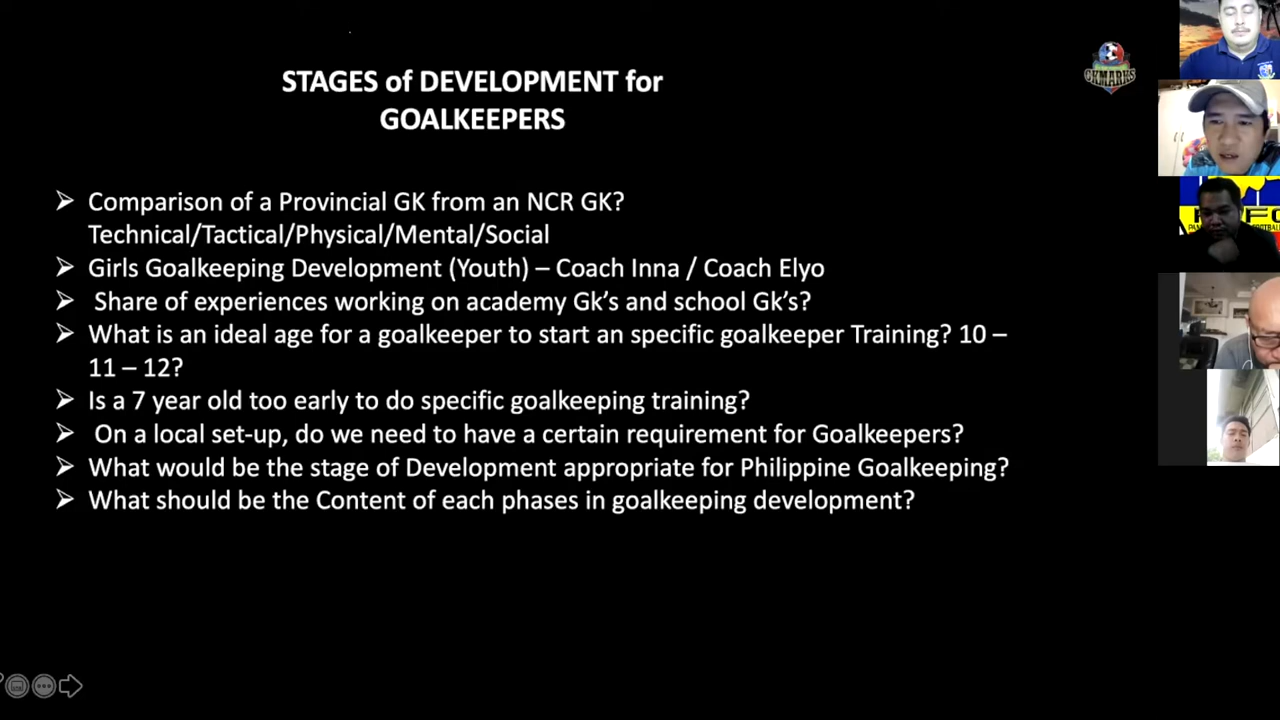 STAGES of DEVELOPMENT for
GOALKEEPERS
CKMARKS
➢ Comparison of a Provincial GK from an NCR GK?
Technical/Tactical/Physical/Mental/Social
➢ Girls Goalkeeping Development (Youth) – Coach Inna / Coach Elyo
➢ Share of experiences working on academy Gk's and school Gk's?
➢ What is an ideal age for a goalkeeper to start an specific goalkeeper Training? 10 –
11 – 12?
➢ Is a 7 year old too early to do specific goalkeeping training?
➢ On a local set-up, do we need to have a certain requirement for Goalkeepers?
➢ What would be the stage of Development appropriate for Philippine Goalkeeping?
➢ What should be the Content of each phases in goalkeeping development?